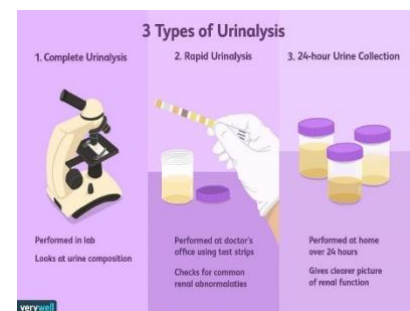 3 Types of Urinalysis
1. Complete Urinalysis
Performed in lab
Looks at urine composition
2. Rapid Urinalysis
Performed at doctor's
office using test strips
Checks for common
renal abnormalaties
3. 24-hour Urine Collection
Performed at home
over 24 hours
Gives clearer picture
of renal function
verywell